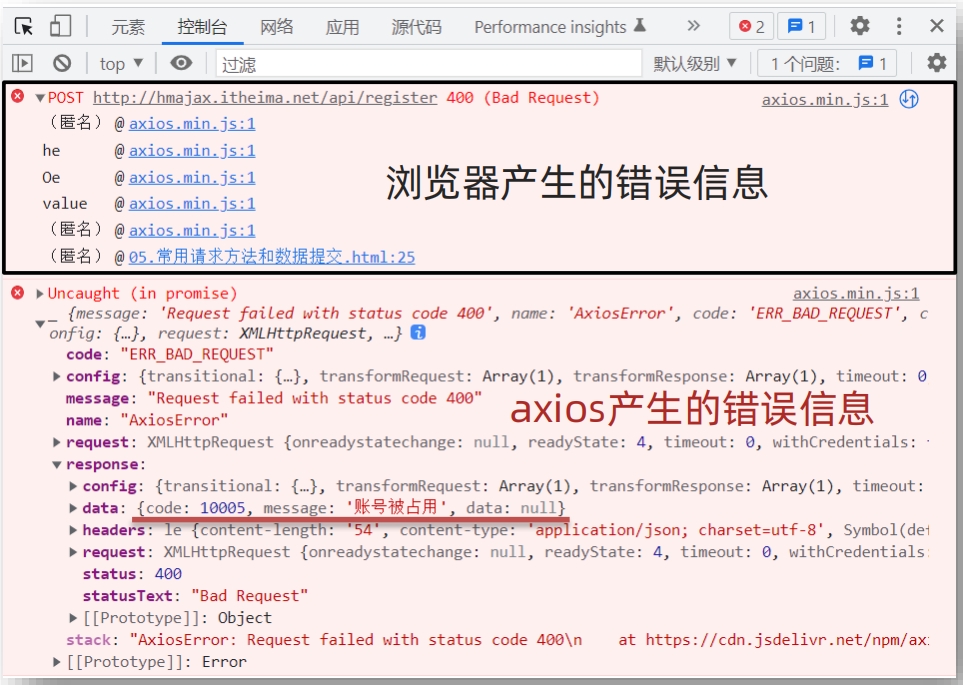 元素 控制台 网络 应用 源代码 Performance insights » 2 1
top ▼ 过滤 默认级别 ▼ 1 个问题: 1
▼POST http://hmajax.itheima.net/api/register 400 (Bad Request) axios.min.js:1
（匿名） @ axios.min.js:1
he @ axios.min.js:1
Oe @ axios.min.js:1
value @ axios.min.js:1
（匿名） @ axios.min.js:1
（匿名） @ 05.常用请求方法和数据提交.html:25
浏览器产生的错误信息
▶Uncaught (in promise) axios.min.js:1
▼_ {message: 'Request failed with status code 400', name: 'AxiosError', code: 'ERR_BAD_REQUEST', c
onfig: {…}, request: XMLHttpRequest, …} i
code: "ERR_BAD_REQUEST"
▶config: {transitional: {…}, transformRequest: Array(1), transformResponse: Array(1), timeout: 0
message: "Request failed with status code 400"
name: "AxiosError"
axios产生的错误信息
▶request: XMLHttpRequest {onreadystatechange: null, readyState: 4, timeout: 0, withCredentials:
▼response:
▶config: {transitional: {…}, transformRequest: Array(1), transformResponse: Array(1), timeout:
▶data: {code: 10005, message: '账号被占用', data: null}
▶headers: le {content-length: '54', content-type: 'application/json; charset=utf-8', Symbol(def
▶request: XMLHttpRequest {onreadystatechange: null, readyState: 4, timeout: 0, withCredentials:
status: 400
statusText: "Bad Request"
▶[[Prototype]]: Object
stack: "AxiosError: Request failed with status code 400\n    at https://cdn.jsdelivr.net/npm/axi
▶[[Prototype]]: Error